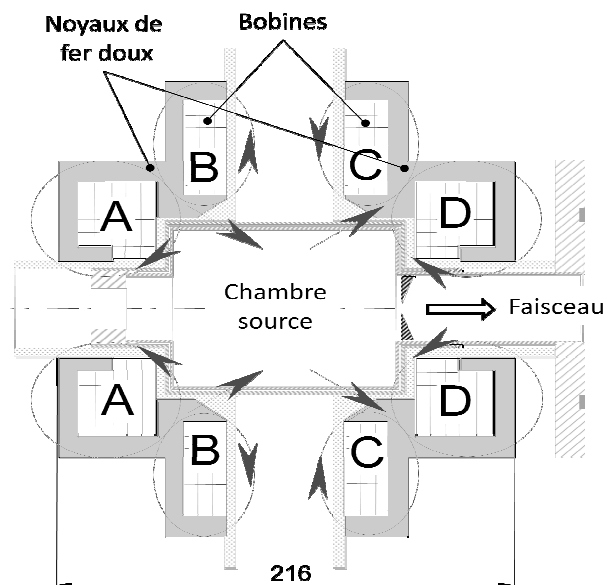 Noyaux de
fer doux
Bobines
B
C
A
D
Chambre
source
Faisceau
A
D
B
C
216